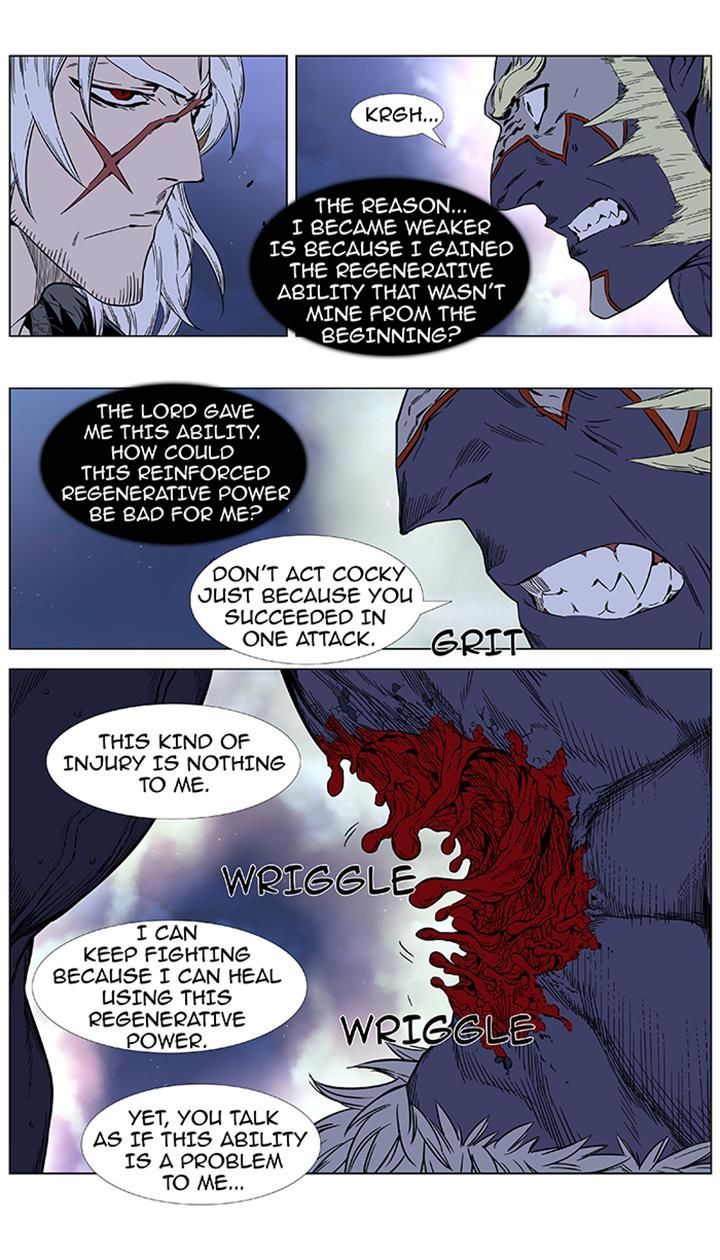 KRGH...
THE REASON...
I BECAME WEAKER
IS BECAUSE I GAINED
THE REGENERATIVE
ABILITY THAT WASN'T
MINE FROM THE
BEGINNING?
THE LORD GAVE
ME THIS ABILITY.
HOW COULD
THIS REINFORCED
REGENERATIVE POWER
BE BAD FOR ME?
DON'T ACT COCKY
JUST BECAUSE YOU
SUCCEEDED IN
ONE ATTACK.
GRIT
THIS KIND OF
INJURY IS NOTHING
TO ME.
WRIGGLE
I CAN
KEEP FIGHTING
BECAUSE I CAN HEAL
USING THIS
REGENERATIVE
POWER.
WRIGGLE
YET, YOU TALK
AS IF THIS ABILITY
IS A PROBLEM
TO ME...